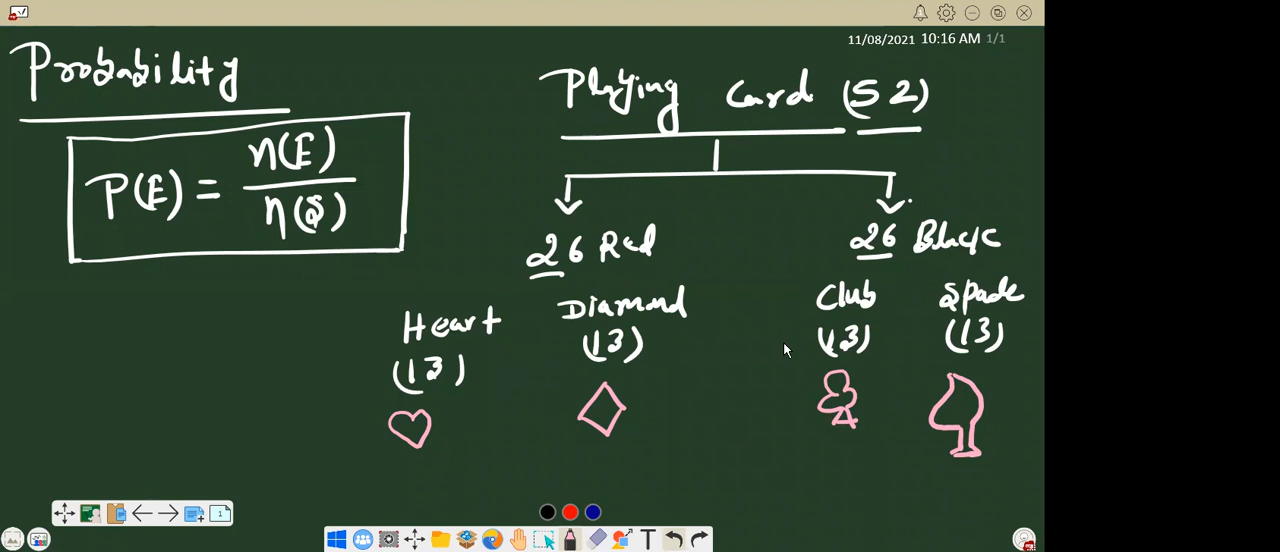 11/08/2021 10:16 AM 1/1
Probability
P(E) = n(E)/n(S)
Playing Card (52)
26 Red
26 Black
Heart
(13)
Diamond
(13)
Club
(13)
Spade
(13)
1
T